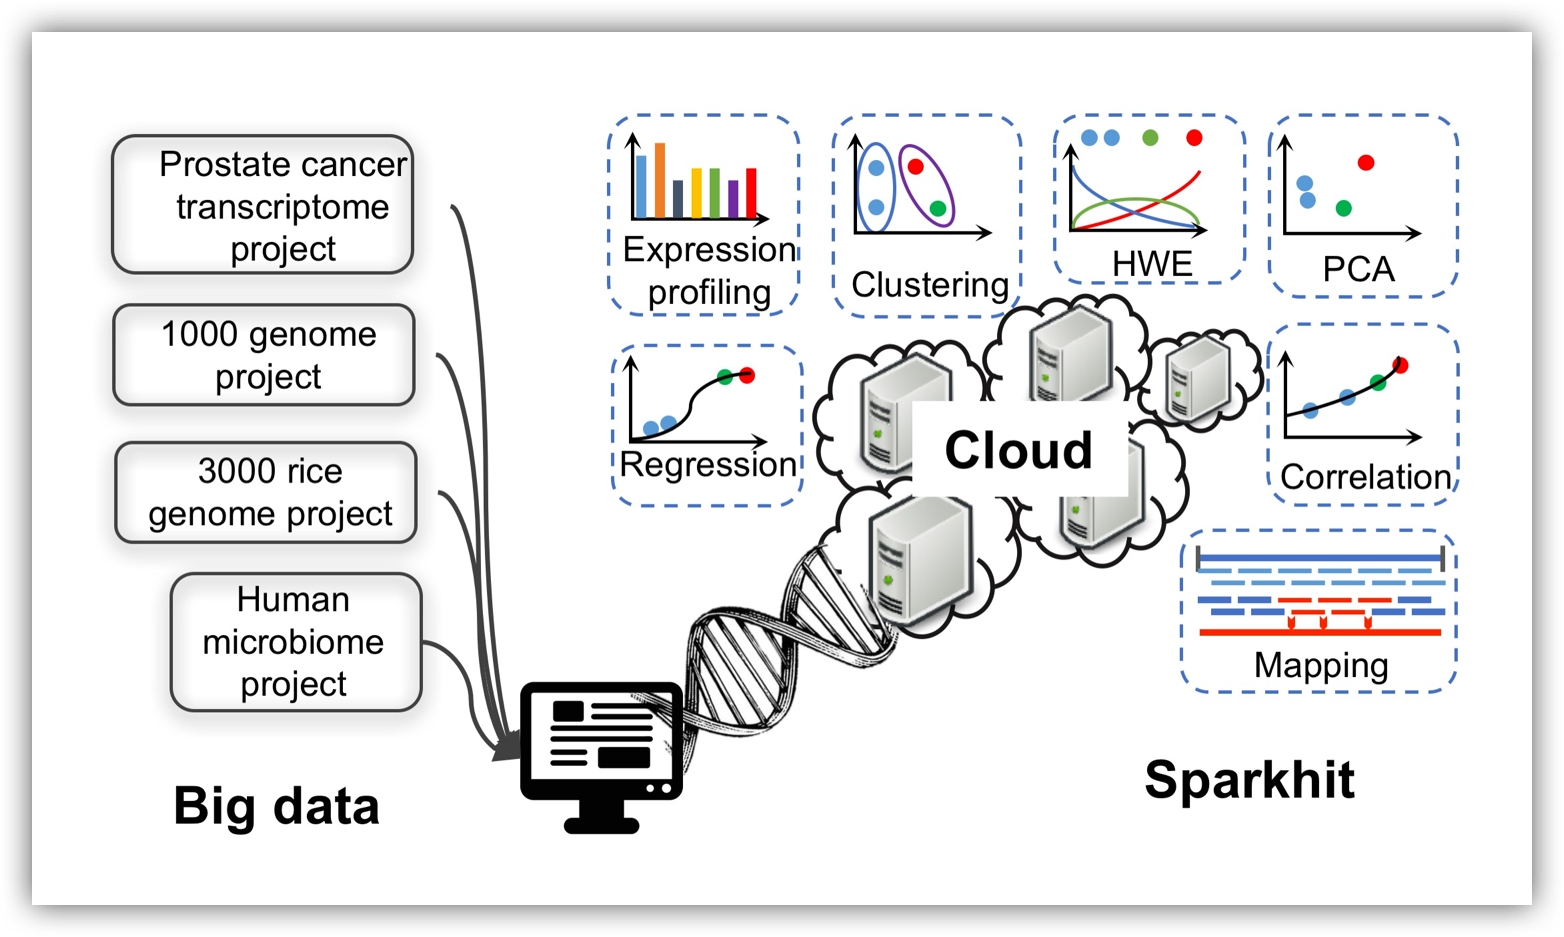 Prostate cancer
transcriptome
project
1000 genome
project
3000 rice
genome project
Human
microbiome
project
Big data
Expression
profiling
Clustering
HWE
PCA
Regression
Cloud
Correlation
Mapping
Sparkhit